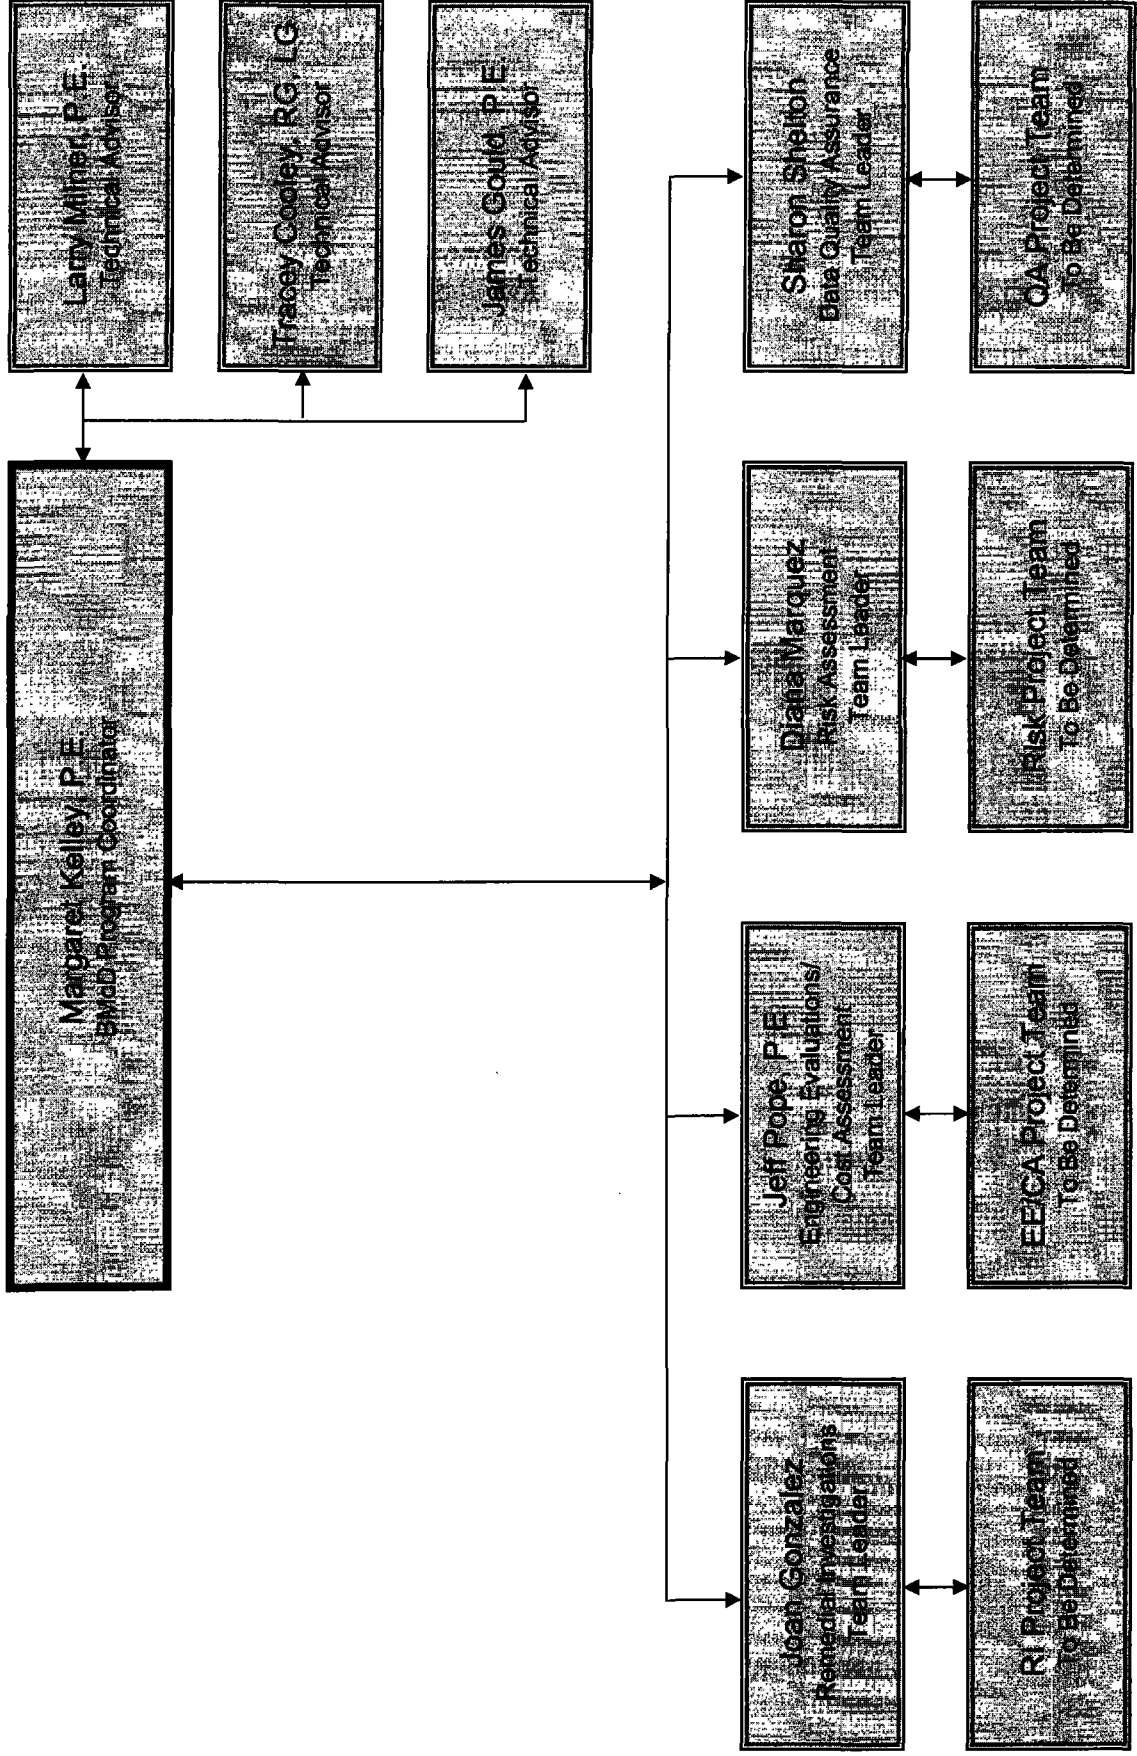 Margaret Kelley, P.E.
BMcD Program Coordinator
Larry Milner, P.E.
Technical Advisor
Tracey Cooley, RG, LG
Technical Advisor
James Gould, P.E.
Technical Advisor
Joan Gonzalez
Remedial Investigations
Team Leader
Jeff Pope, P.E.
Engineering Evaluations/
Cost Assessment
Team Leader
Diana Marquez
Risk Assessment
Team Leader
Sharon Shelton
Data Quality Assurance
Team Leader
RI Project Team
To Be Determined
EE/CA Project Team
To Be Determined
Risk Project Team
To Be Determined
QA Project Team
To Be Determined